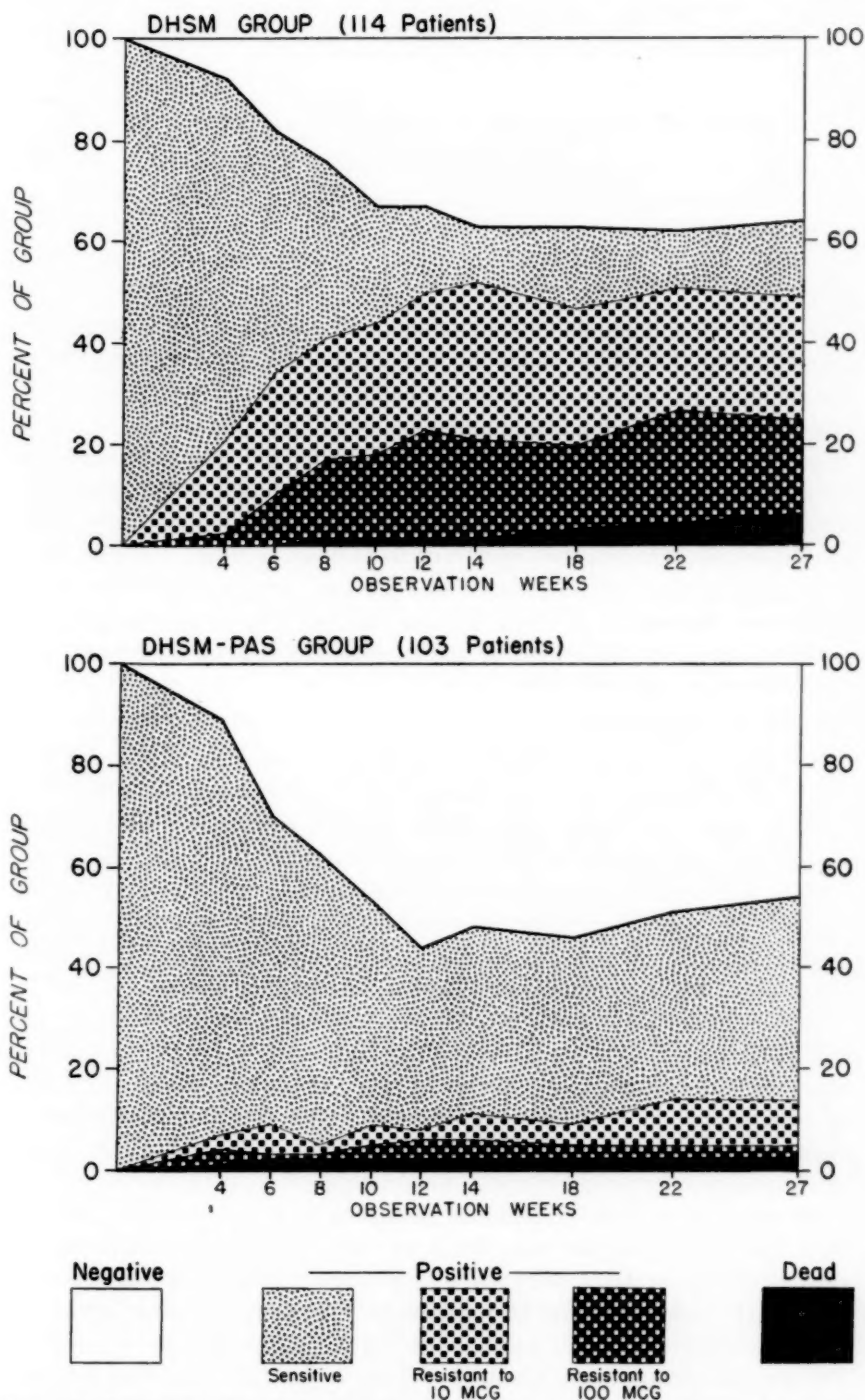 DHSM GROUP (114 Patients)
100
80
60
40
20
0
PERCENT OF GROUP
100
80
60
40
20
0
4 6 8 10 12 14 18 22 27
OBSERVATION WEEKS
DHSM-PAS GROUP (103 Patients)
100
80
60
40
20
0
PERCENT OF GROUP
100
80
60
40
20
0
4 6 8 10 12 14 18 22 27
OBSERVATION WEEKS
Negative
Positive
Dead
Sensitive
Resistant to
10 MCG
Resistant to
100 MCG